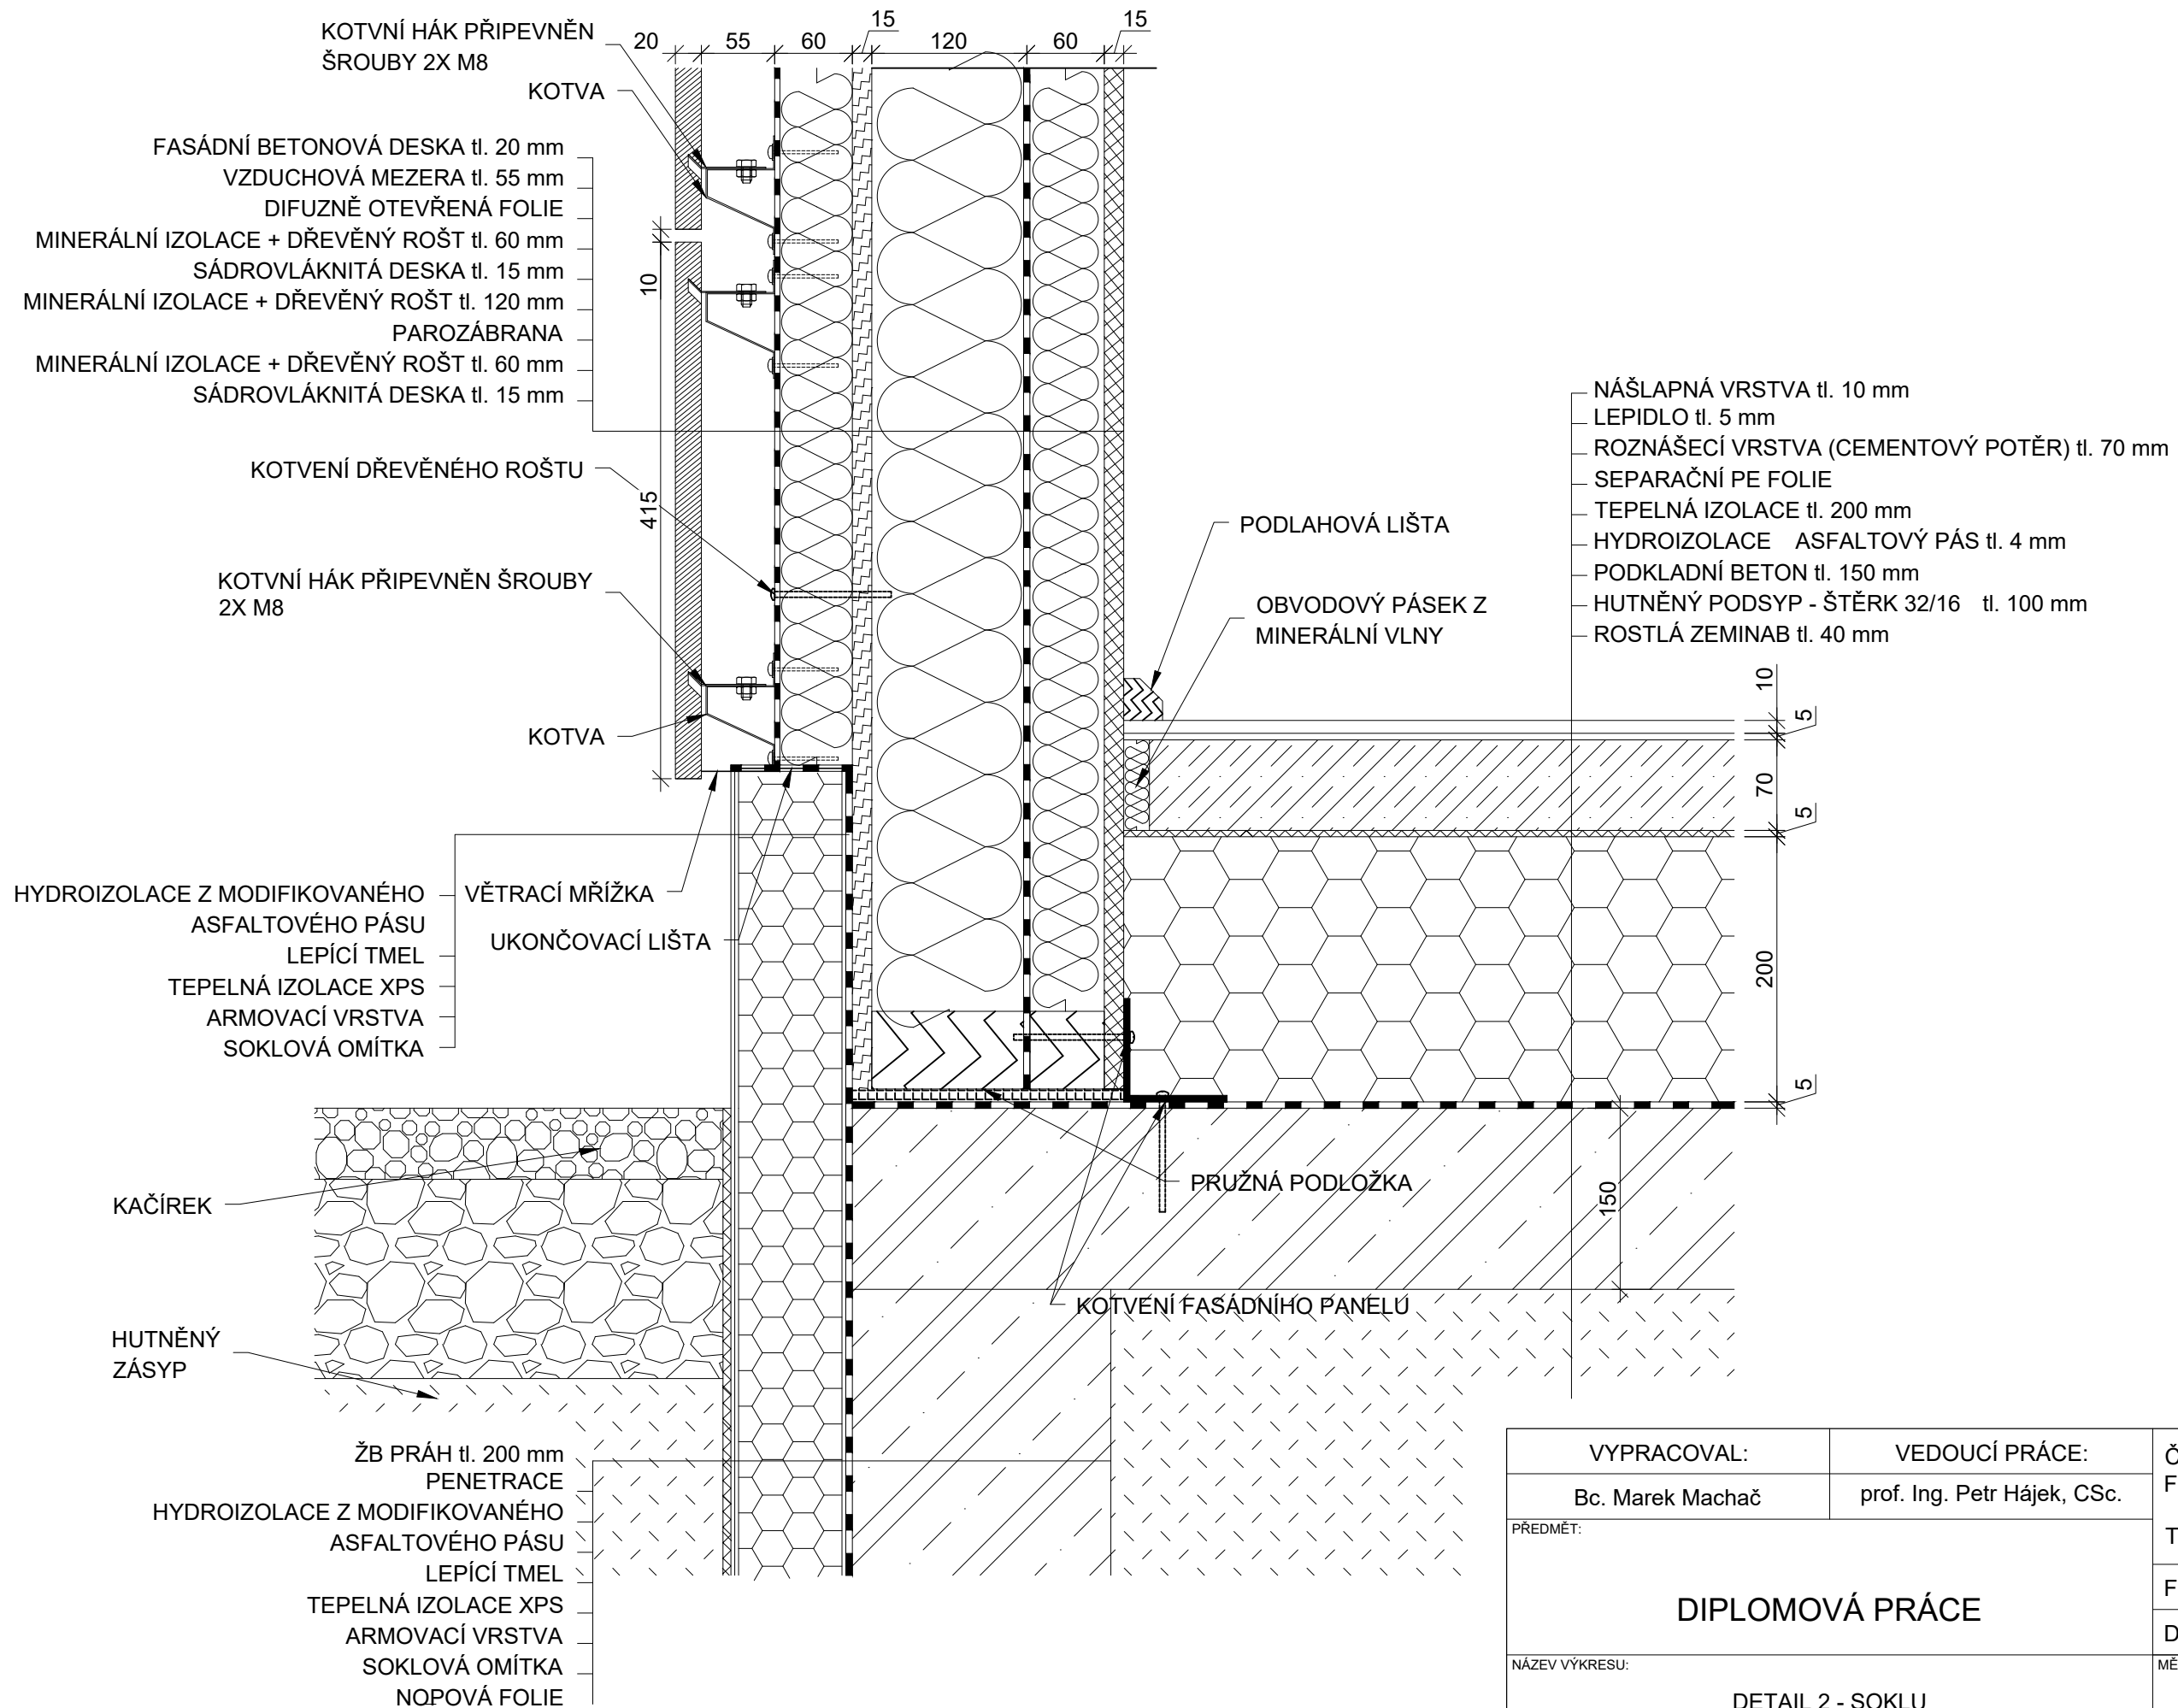 20
55
60
15
120
60
15
KOTVNÍ HÁK PŘIPEVNĚN
ŠROUBY 2X M8
KOTVA
FASÁDNÍ BETONOVÁ DESKA tl. 20 mm
VZDUCHOVÁ MEZERA tl. 55 mm
DIFUZNĚ OTEVŘENÁ FOLIE
MINERÁLNÍ IZOLACE + DŘEVĚNÝ ROŠT tl. 60 mm
SÁDROVLÁKNITÁ DESKA tl. 15 mm
MINERÁLNÍ IZOLACE + DŘEVĚNÝ ROŠT tl. 120 mm
PAROZÁBRANA
MINERÁLNÍ IZOLACE + DŘEVĚNÝ ROŠT tl. 60 mm
SÁDROVLÁKNITÁ DESKA tl. 15 mm
10
415
KOTVENÍ DŘEVĚNÉHO ROŠTU
KOTVNÍ HÁK PŘIPEVNĚN ŠROUBY
2X M8
KOTVA
NÁŠLAPNÁ VRSTVA tl. 10 mm
LEPIDLO tl. 5 mm
ROZNÁŠECÍ VRSTVA (CEMENTOVÝ POTĚR) tl. 70 mm
SEPARAČNÍ PE FOLIE
TEPELNÁ IZOLACE tl. 200 mm
HYDROIZOLACE ASFALTOVÝ PÁS tl. 4 mm
PODKLADNÍ BETON tl. 150 mm
HUTNĚNÝ PODSYP - ŠTĚRK 32/16 tl. 100 mm
ROSTLÁ ZEMINAB tl. 40 mm
PODLAHOVÁ LIŠTA
OBVODOVÝ PÁSEK Z
MINERÁLNÍ VLNY
10
5
70
5
200
5
150
HYDROIZOLACE Z MODIFIKOVANÉHO
ASFALTOVÉHO PÁSU
LEPÍCÍ TMEL
TEPELNÁ IZOLACE XPS
ARMOVACÍ VRSTVA
SOKLOVÁ OMÍTKA
VĚTRACÍ MŘÍŽKA
UKONČOVACÍ LIŠTA
KAČÍREK
HUTNĚNÝ
ZÁSYP
PRUŽNÁ PODLOŽKA
KOTVENÍ FASÁDNÍHO PANELU
ŽB PRÁH tl. 200 mm
PENETRACE
HYDROIZOLACE Z MODIFIKOVANÉHO
ASFALTOVÉHO PÁSU
LEPÍCÍ TMEL
TEPELNÁ IZOLACE XPS
ARMOVACÍ VRSTVA
SOKLOVÁ OMÍTKA
NOPOVÁ FOLIE
VYPRACOVAL:
VEDOUCÍ PRÁCE:
Bc. Marek Machač
prof. Ing. Petr Hájek, CSc.
PŘEDMĚT:
DIPLOMOVÁ PRÁCE
NÁZEV VÝKRESU:
DETAIL 2 - SOKLU